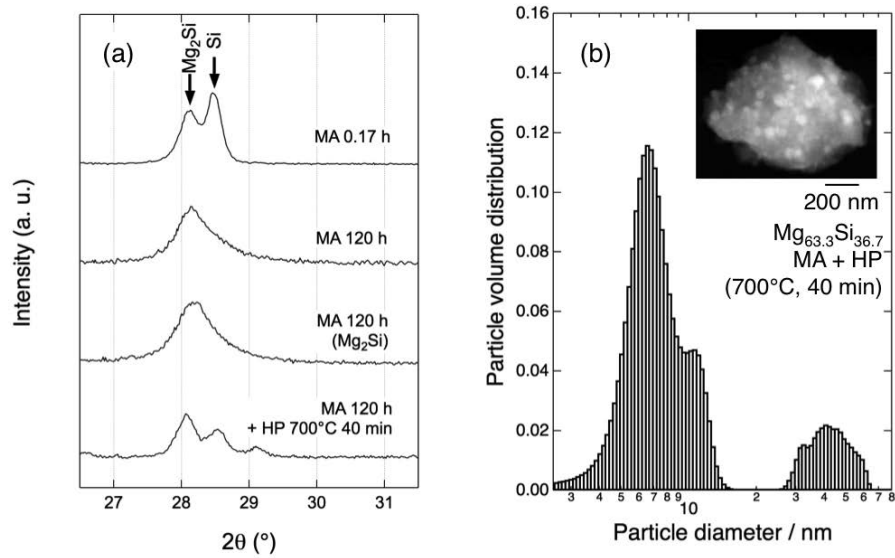 (a)
Mg₂Si
Si
MA 0.17 h
MA 120 h
MA 120 h
(Mg₂Si)
MA 120 h
+ HP 700°C 40 min
Intensity (a. u.)
27 28 29 30 31
2θ (°)
(b)
0.16
0.14
0.12
0.10
0.08
0.06
0.04
0.02
0.00
Particle volume distribution
200 nm
Mg₆₃.₃Si₃₆.₇
MA + HP
(700°C, 40 min)
3 4 5 6 7 8 9 10 2 3 4 5 6 7 8
Particle diameter / nm